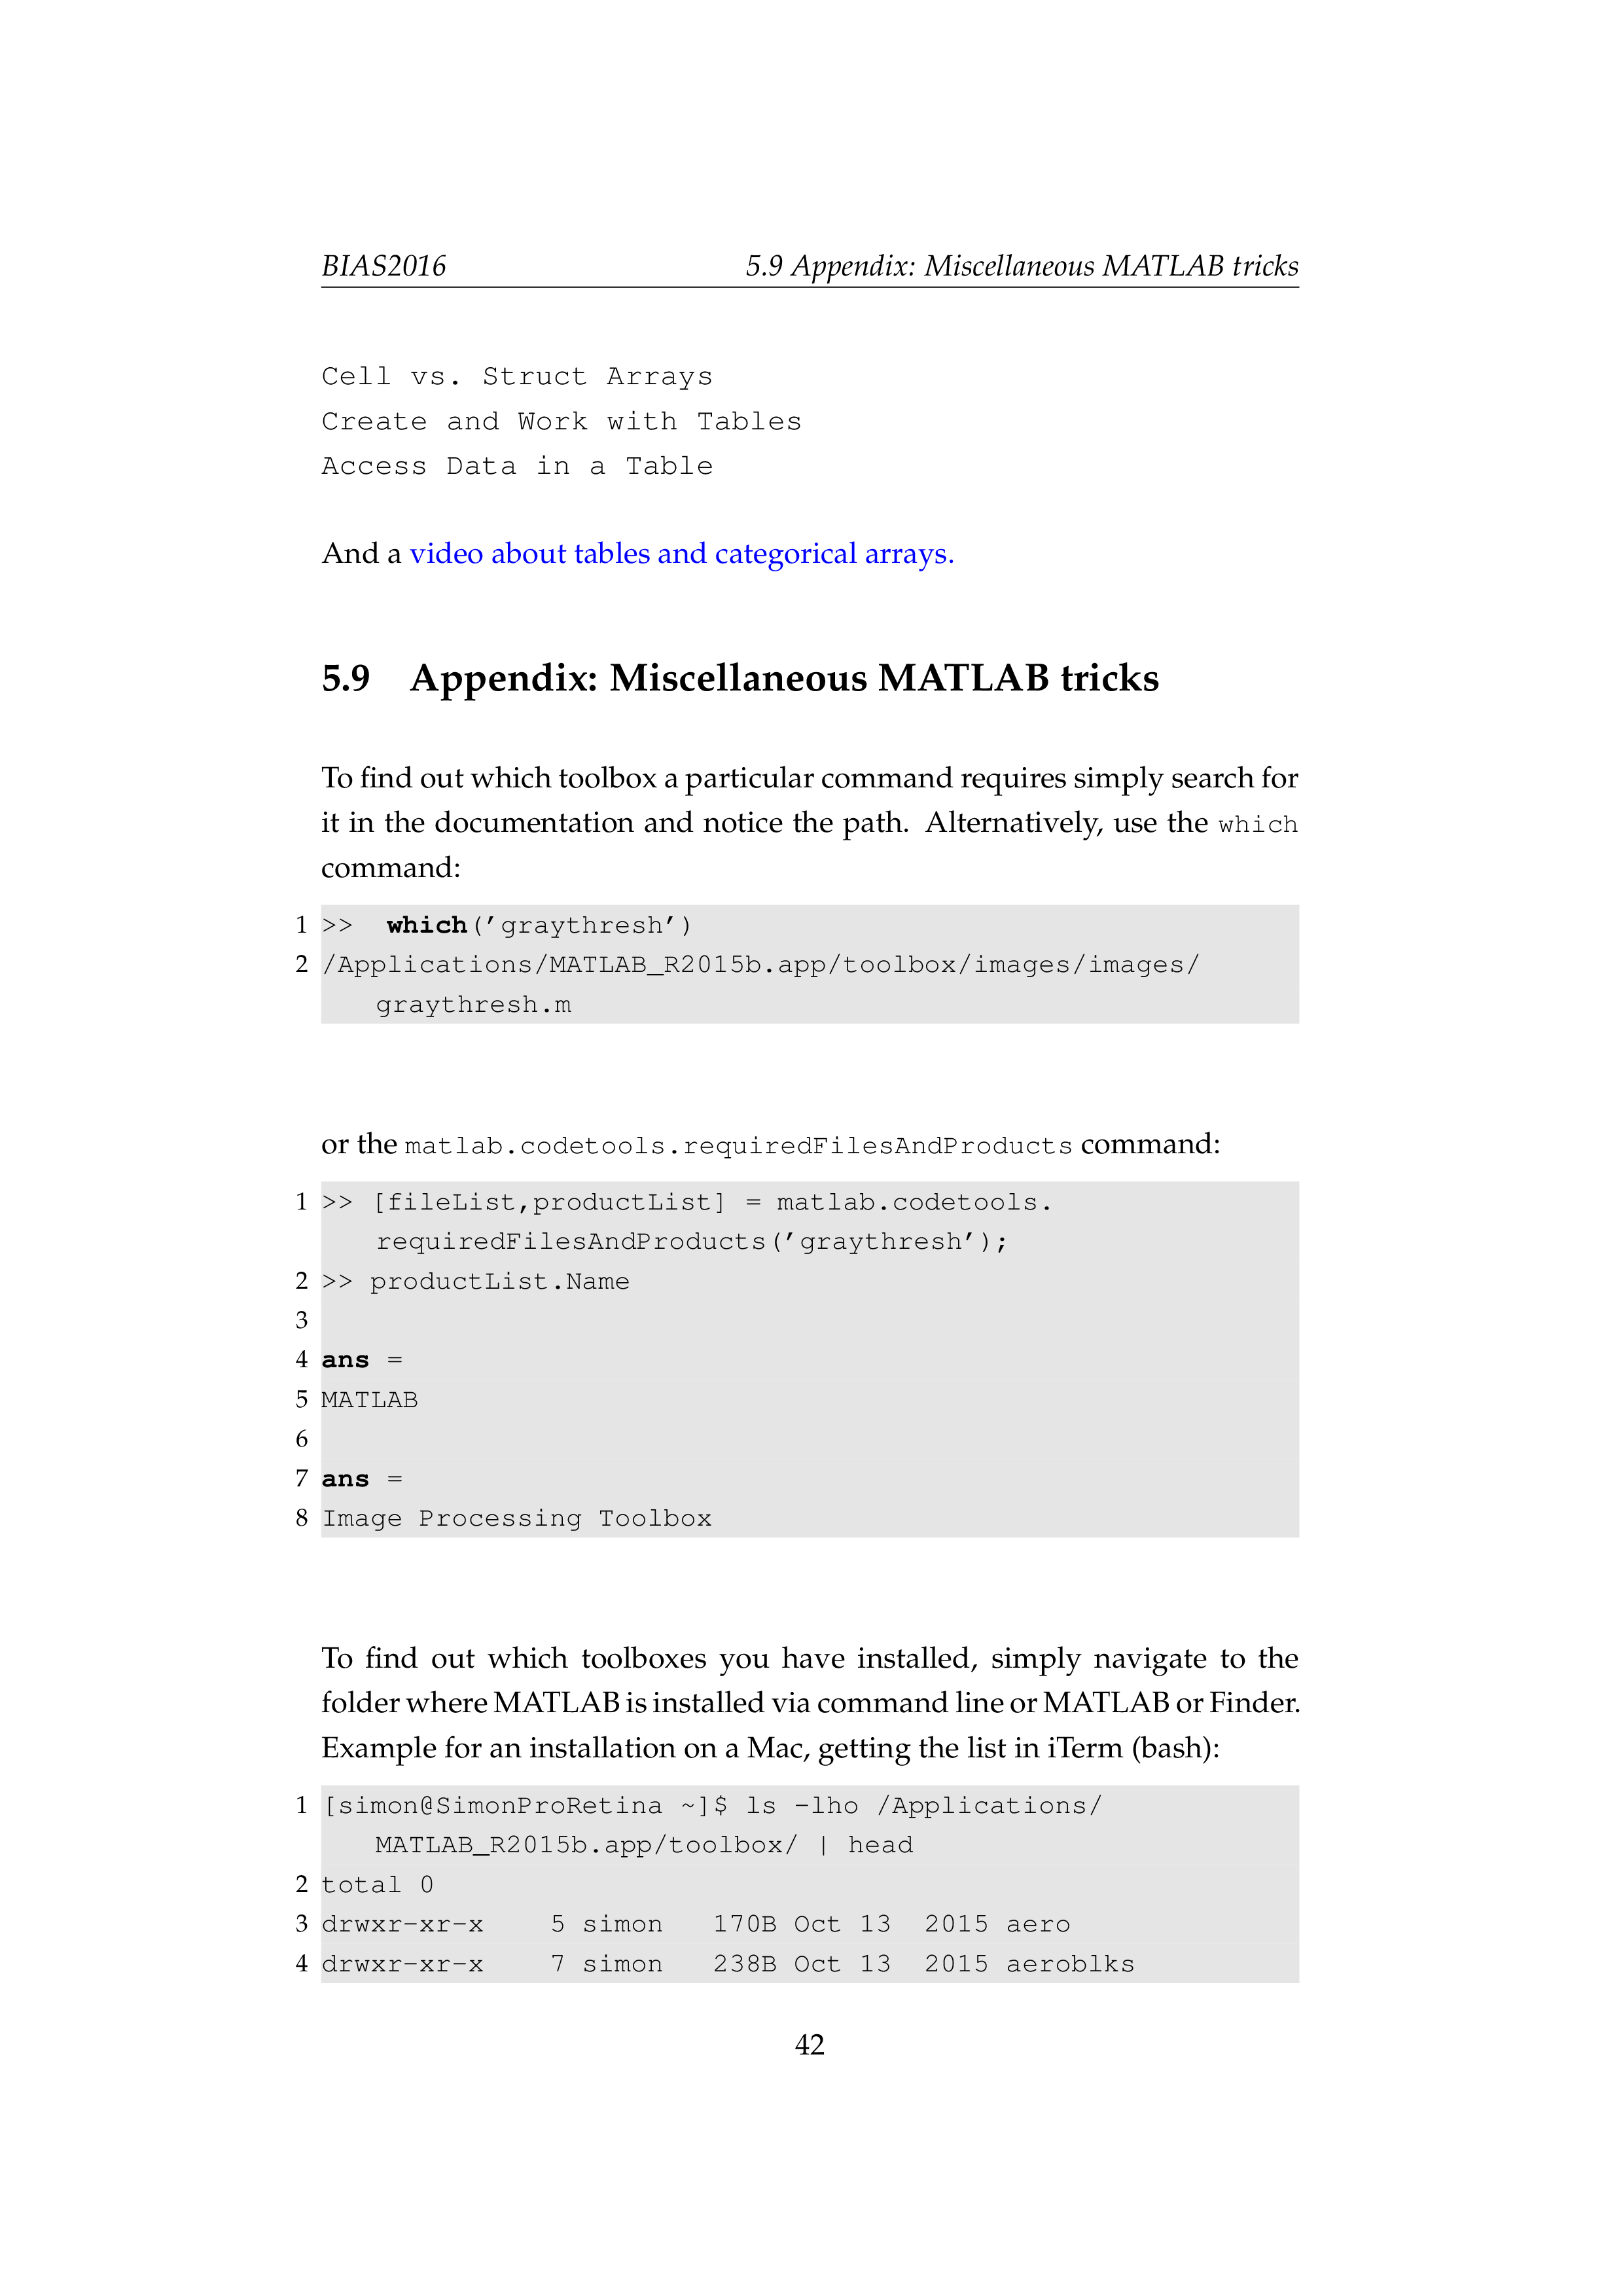 BIAS2016 5.9 Appendix: Miscellaneous MATLAB tricks
Cell vs. Struct Arrays
Create and Work with Tables
Access Data in a Table
And a video about tables and categorical arrays.
5.9 Appendix: Miscellaneous MATLAB tricks
To find out which toolbox a particular command requires simply search for
it in the documentation and notice the path. Alternatively, use the which
command:
1 >>  which('graythresh')
2 /Applications/MATLAB_R2015b.app/toolbox/images/images/
graythresh.m
or the matlab.codetools.requiredFilesAndProducts command:
1 >> [fileList,productList] = matlab.codetools.
requiredFilesAndProducts('graythresh');
2 >> productList.Name
3
4 ans =
5 MATLAB
6
7 ans =
8 Image Processing Toolbox
To find out which toolboxes you have installed, simply navigate to the
folder where MATLAB is installed via command line or MATLAB or Finder.
Example for an installation on a Mac, getting the list in iTerm (bash):
1 [simon@SimonProRetina ~]$ ls -lho /Applications/
MATLAB_R2015b.app/toolbox/ | head
2 total 0
3 drwxr-xr-x    5 simon   170B Oct 13  2015 aero
4 drwxr-xr-x    7 simon   238B Oct 13  2015 aeroblks
42